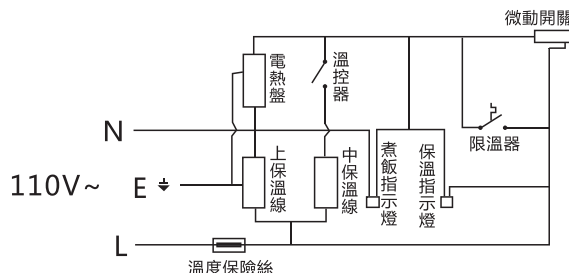 微動開關
電熱盤
溫控器
N
限溫器
上保溫線
中保溫線
煮飯指示燈
保溫指示燈
110V~
E
L
溫度保險絲